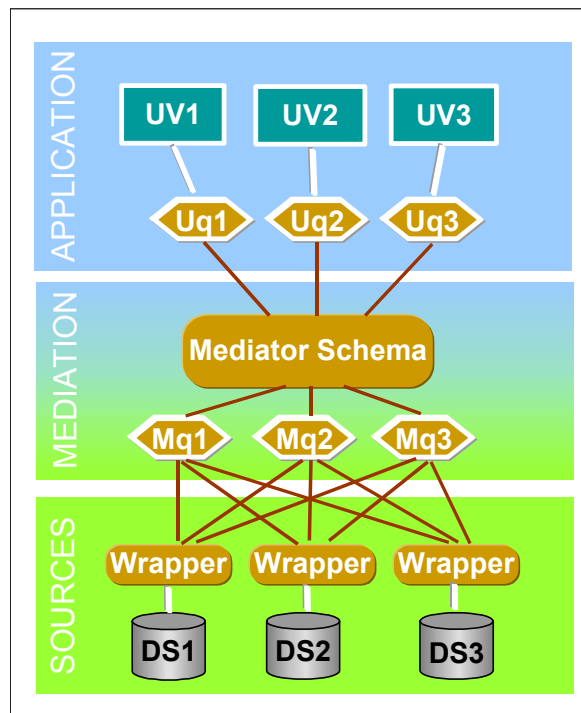 APPLICATION
UV1 UV2 UV3
Uq1 Uq2 Uq3
MEDIATION
Mediator Schema
Mq1 Mq2 Mq3
SOURCES
Wrapper Wrapper Wrapper
DS1 DS2 DS3